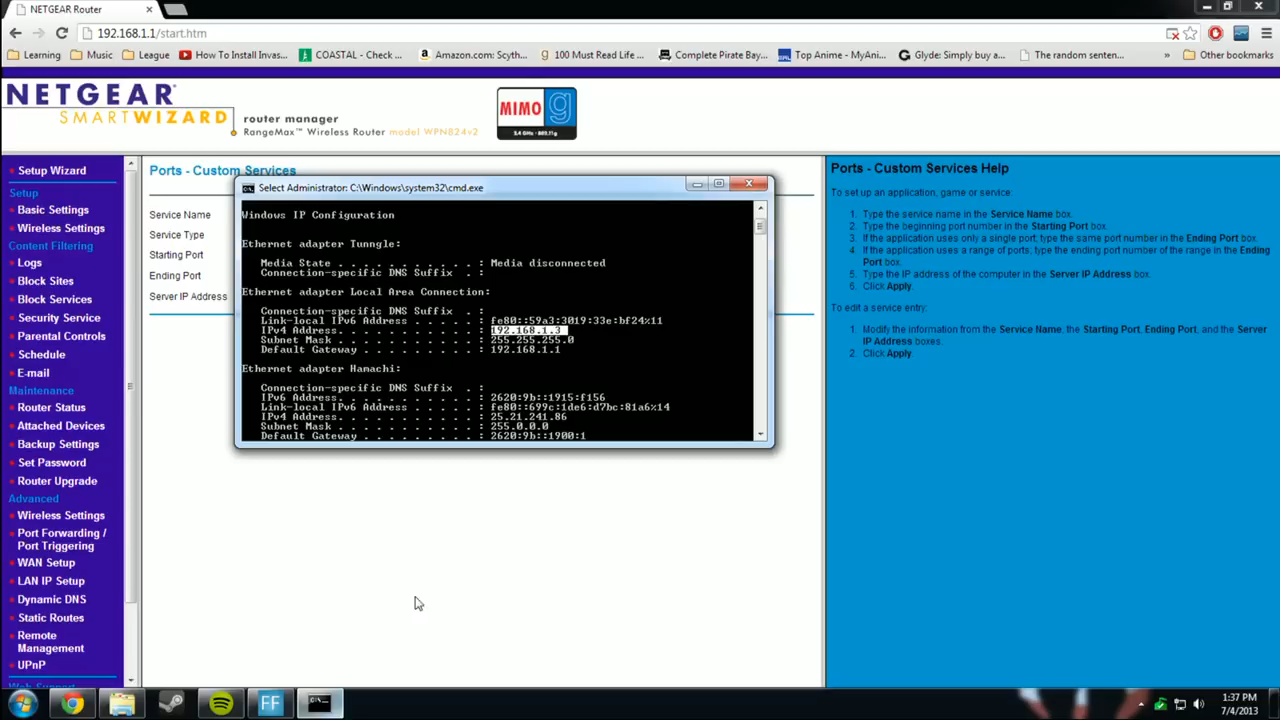 NETGEAR Router
192.168.1.1/start.htm
Learning
Music
League
How To Install Invas...
COASTAL - Check ...
Amazon.com: Scyth...
100 Must Read Life ...
Complete Pirate Bay...
Top Anime - MyAni...
Glyde: Simply buy a...
The random senten...
»
Other bookmarks
NETGEAR
SMARTWIZARD
router manager
RangeMax™ Wireless Router model WPN824v2
MIMO g
2.4 GHz - 802.11g
Setup Wizard
Setup
Basic Settings
Wireless Settings
Content Filtering
Logs
Block Sites
Block Services
Security Service
Parental Controls
Schedule
E-mail
Maintenance
Router Status
Attached Devices
Backup Settings
Set Password
Router Upgrade
Advanced
Wireless Settings
Port Forwarding /
Port Triggering
WAN Setup
LAN IP Setup
Dynamic DNS
Static Routes
Remote
Management
UPnP
Ports - Custom Services
Service Name
Service Type
Starting Port
Ending Port
Server IP Address
Select Administrator: C:\Windows\system32\cmd.exe
Windows IP Configuration
Ethernet adapter Tunngle:
Media State . . . . . . . . . . . : Media disconnected
Connection-specific DNS Suffix . :
Ethernet adapter Local Area Connection:
Connection-specific DNS Suffix . :
Link-local IPv6 Address . . . . . : fe80::59a3:3019:33e:bf24%11
IPv4 Address. . . . . . . . . . . : 192.168.1.3
Subnet Mask . . . . . . . . . . . : 255.255.255.0
Default Gateway . . . . . . . . . : 192.168.1.1
Ethernet adapter Hamachi:
Connection-specific DNS Suffix . :
IPv6 Address. . . . . . . . . . . : 2620:9b::1915:f156
Link-local IPv6 Address . . . . . : fe80::699c:1de6:d7bc:81a6%14
IPv4 Address. . . . . . . . . . . : 25.21.241.86
Subnet Mask . . . . . . . . . . . : 255.0.0.0
Default Gateway . . . . . . . . . : 2620:9b::1900:1
Ports - Custom Services Help
To set up an application, game or service:
1. Type the service name in the Service Name box.
2. Type the beginning port number in the Starting Port box.
3. If the application uses only a single port; type the same port number in the Ending Port box.
4. If the application uses a range of ports; type the ending port number of the range in the Ending
Port box.
5. Type the IP address of the computer in the Server IP Address box.
6. Click Apply.
To edit a service entry:
1. Modify the information from the Service Name, the Starting Port, Ending Port, and the Server
IP Address boxes.
2. Click Apply.
FF
1:37 PM
7/4/2013